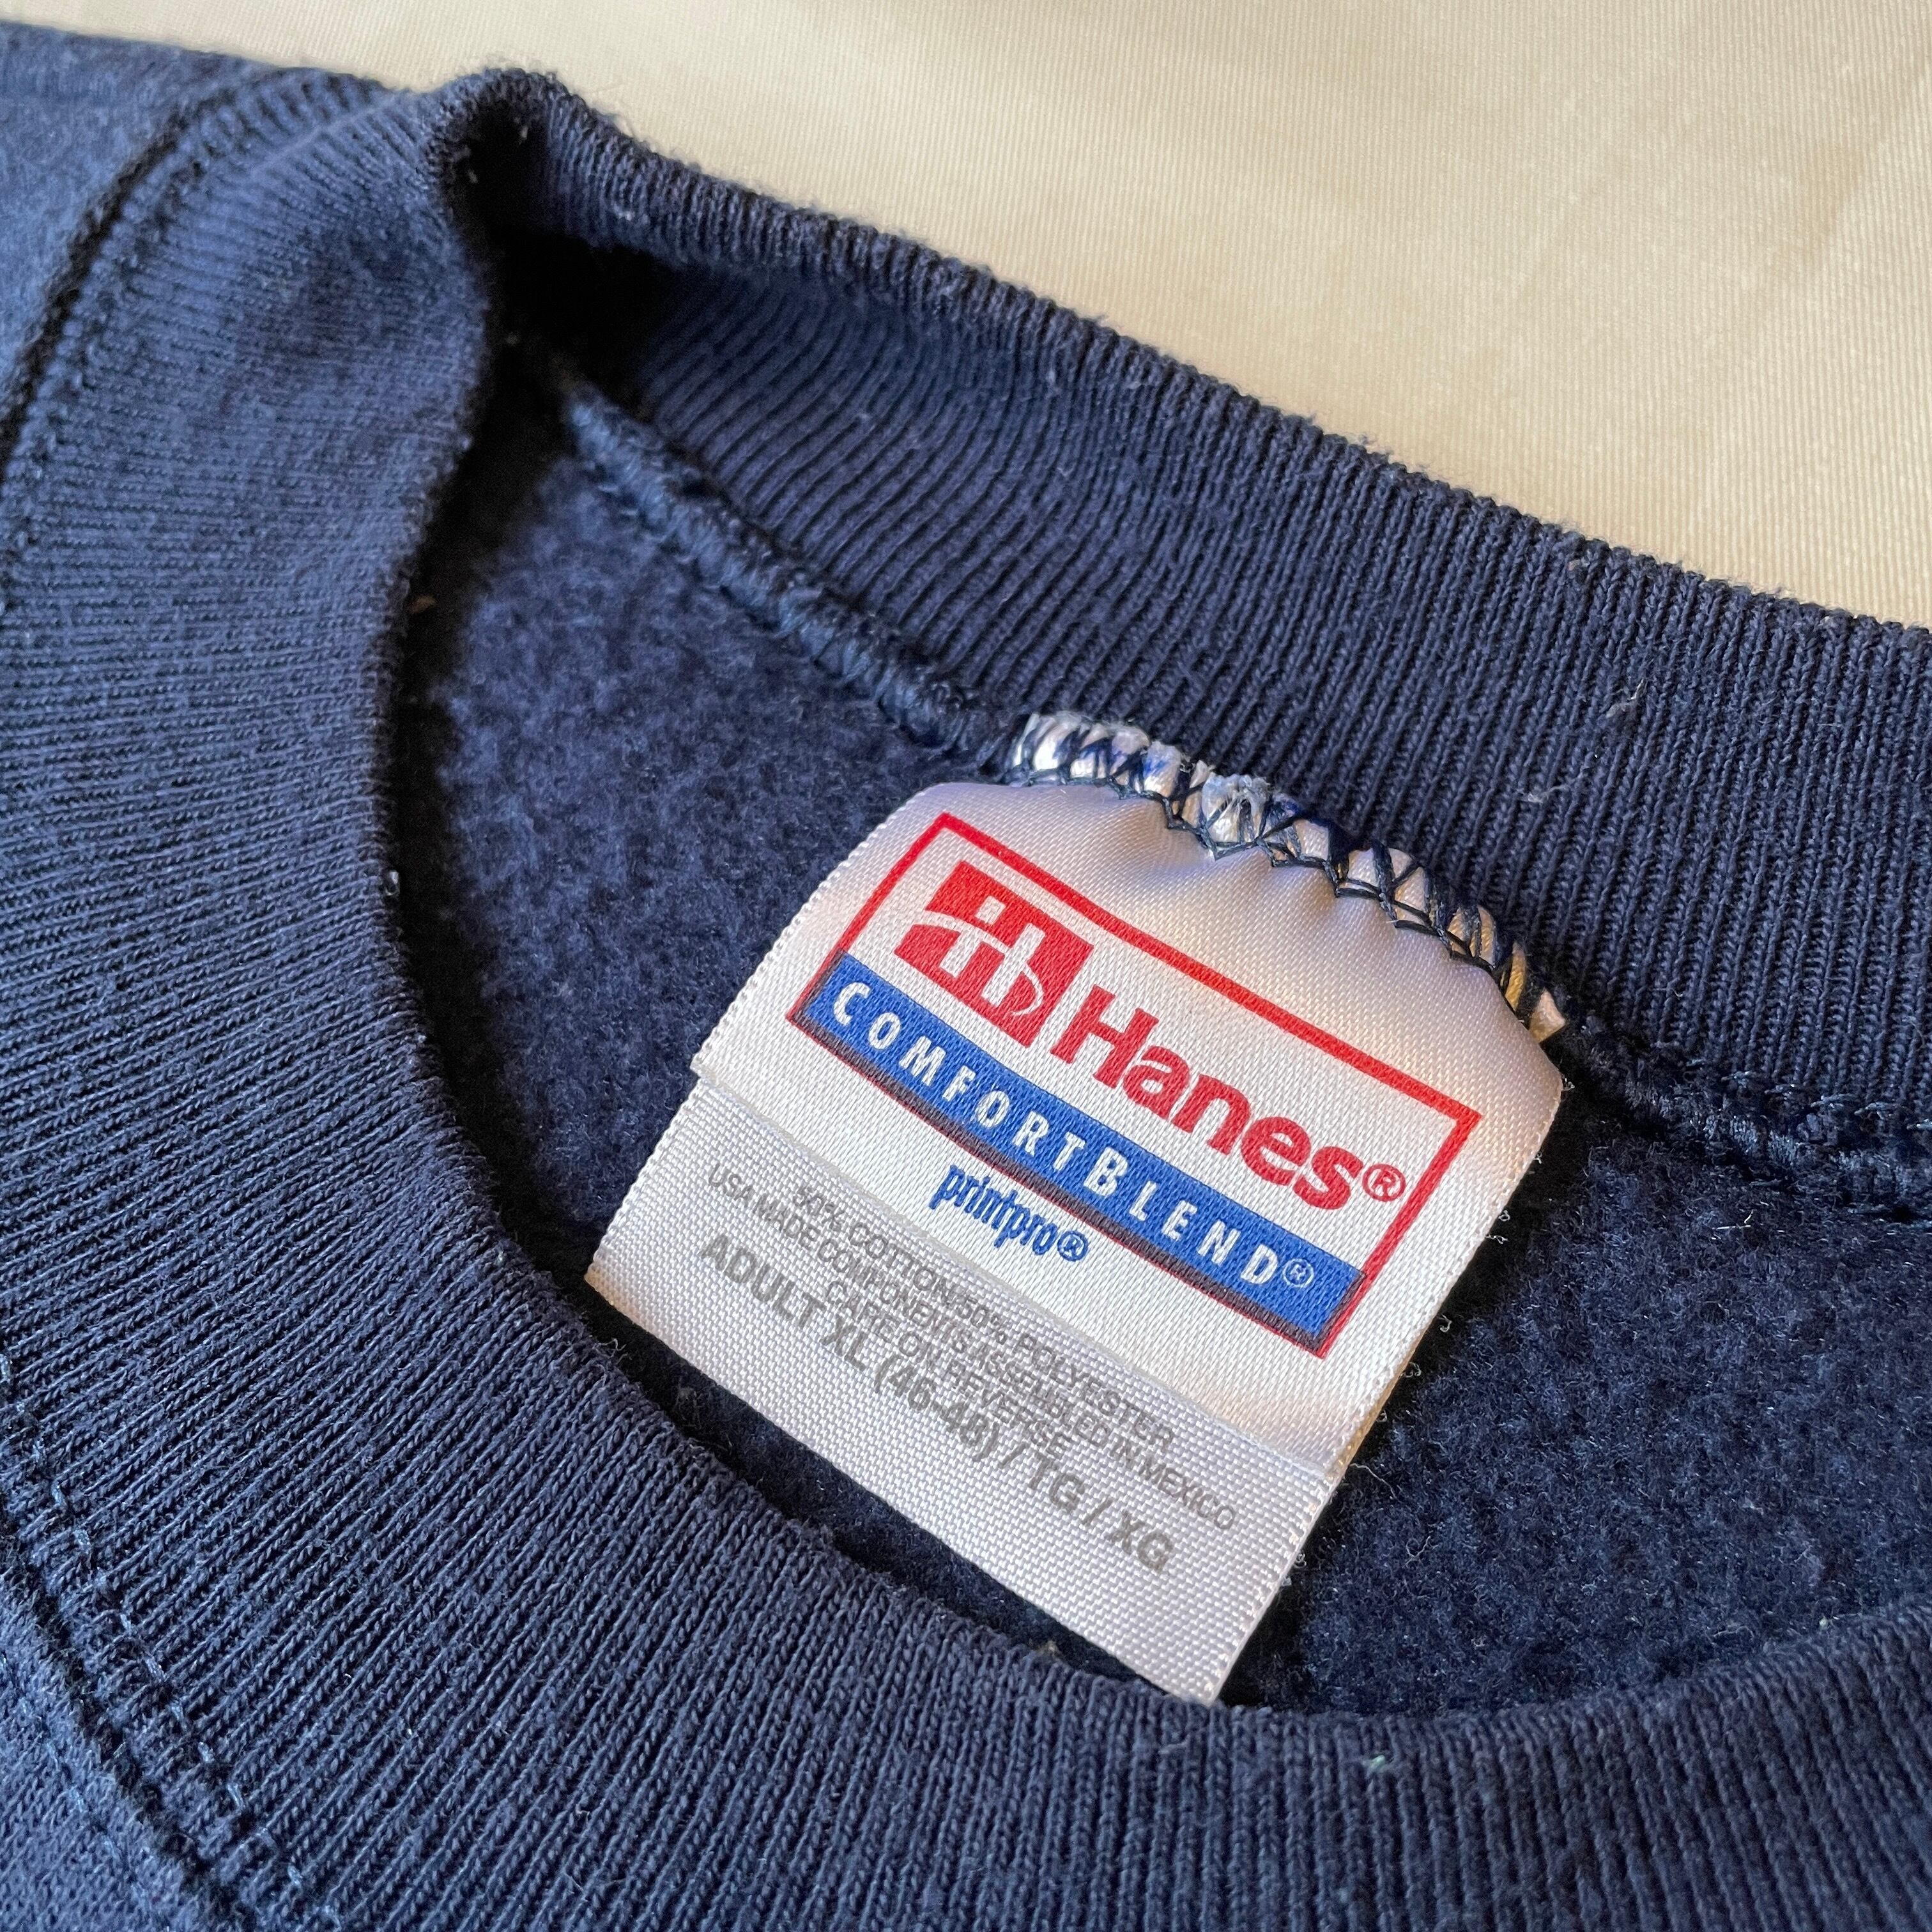 Hanes®
COMFORTBLEND®
printpro®
50% COTTON/50% POLYESTER
USA MADE COMPONENTS ASSEMBLED IN MEXICO
CARE ON REVERSE
ADULT XL (46-48) / TG / XG